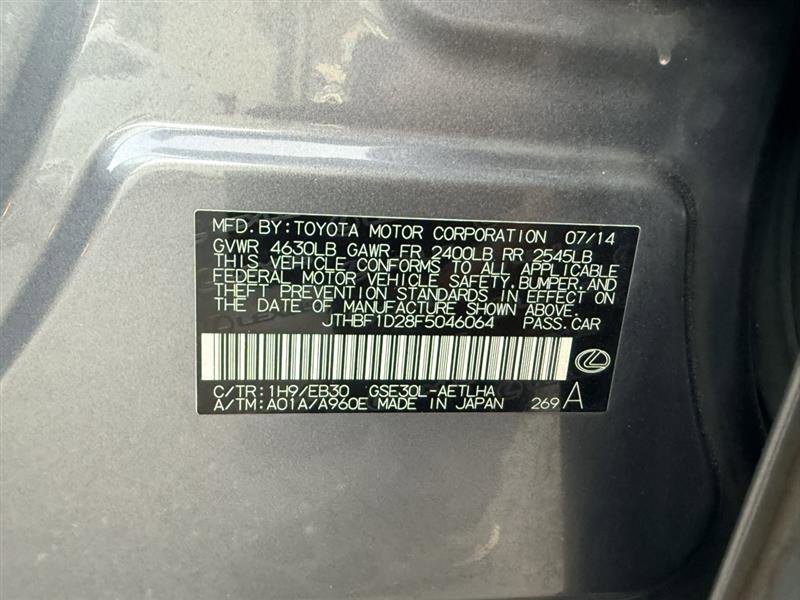 MFD.BY:TOYOTA MOTOR CORPORATION 07/14
GVWR 4630LB GAWR FR 2400LB RR 2545LB
THIS VEHICLE CONFORMS TO ALL APPLICABLE
FEDERAL MOTOR VEHICLE SAFETY,BUMPER,AND
THEFT PREVENTION STANDARDS IN EFFECT ON
THE DATE OF MANUFACTURE SHOWN ABOVE.
JTHBF1D28F5046064 PASS.CAR
C/TR:1H9/EB30 GSE30L-AETLHA
A/TM:A01A/A960E MADE IN JAPAN 269 A